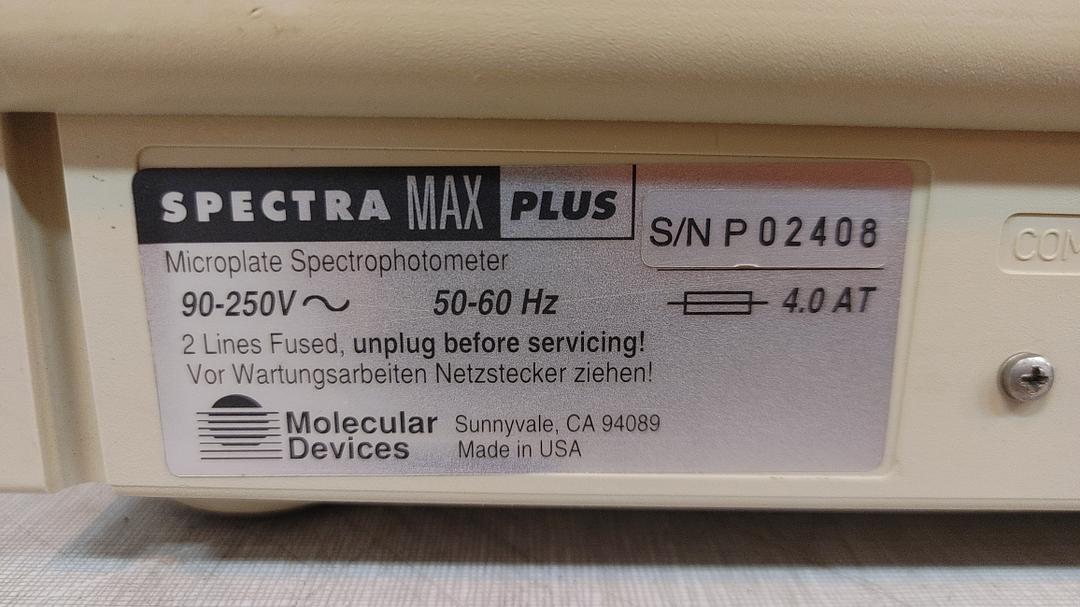 SPECTRA MAX PLUS
S/N P 02408
Microplate Spectrophotometer
90-250V 50-60 Hz 4.0 AT
2 Lines Fused, unplug before servicing!
Vor Wartungsarbeiten Netzstecker ziehen!
Molecular
Devices
Sunnyvale, CA 94089
Made in USA
COM